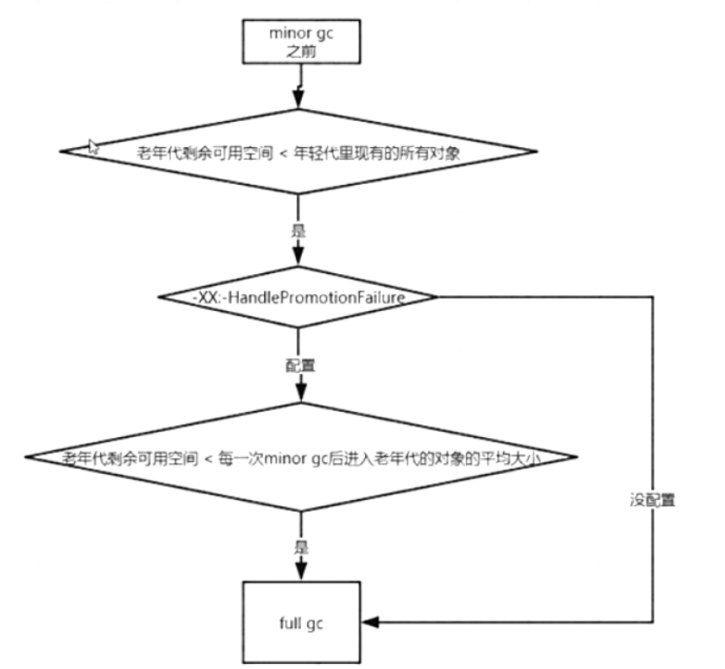 minor gc
之前
老年代剩余可用空间 < 年轻代里现有的所有对象
是
-XX:-HandlePromotionFailure
配置
老年代剩余可用空间 < 每一次minor gc后进入老年代的对象的平均大小
没配置
是
full gc